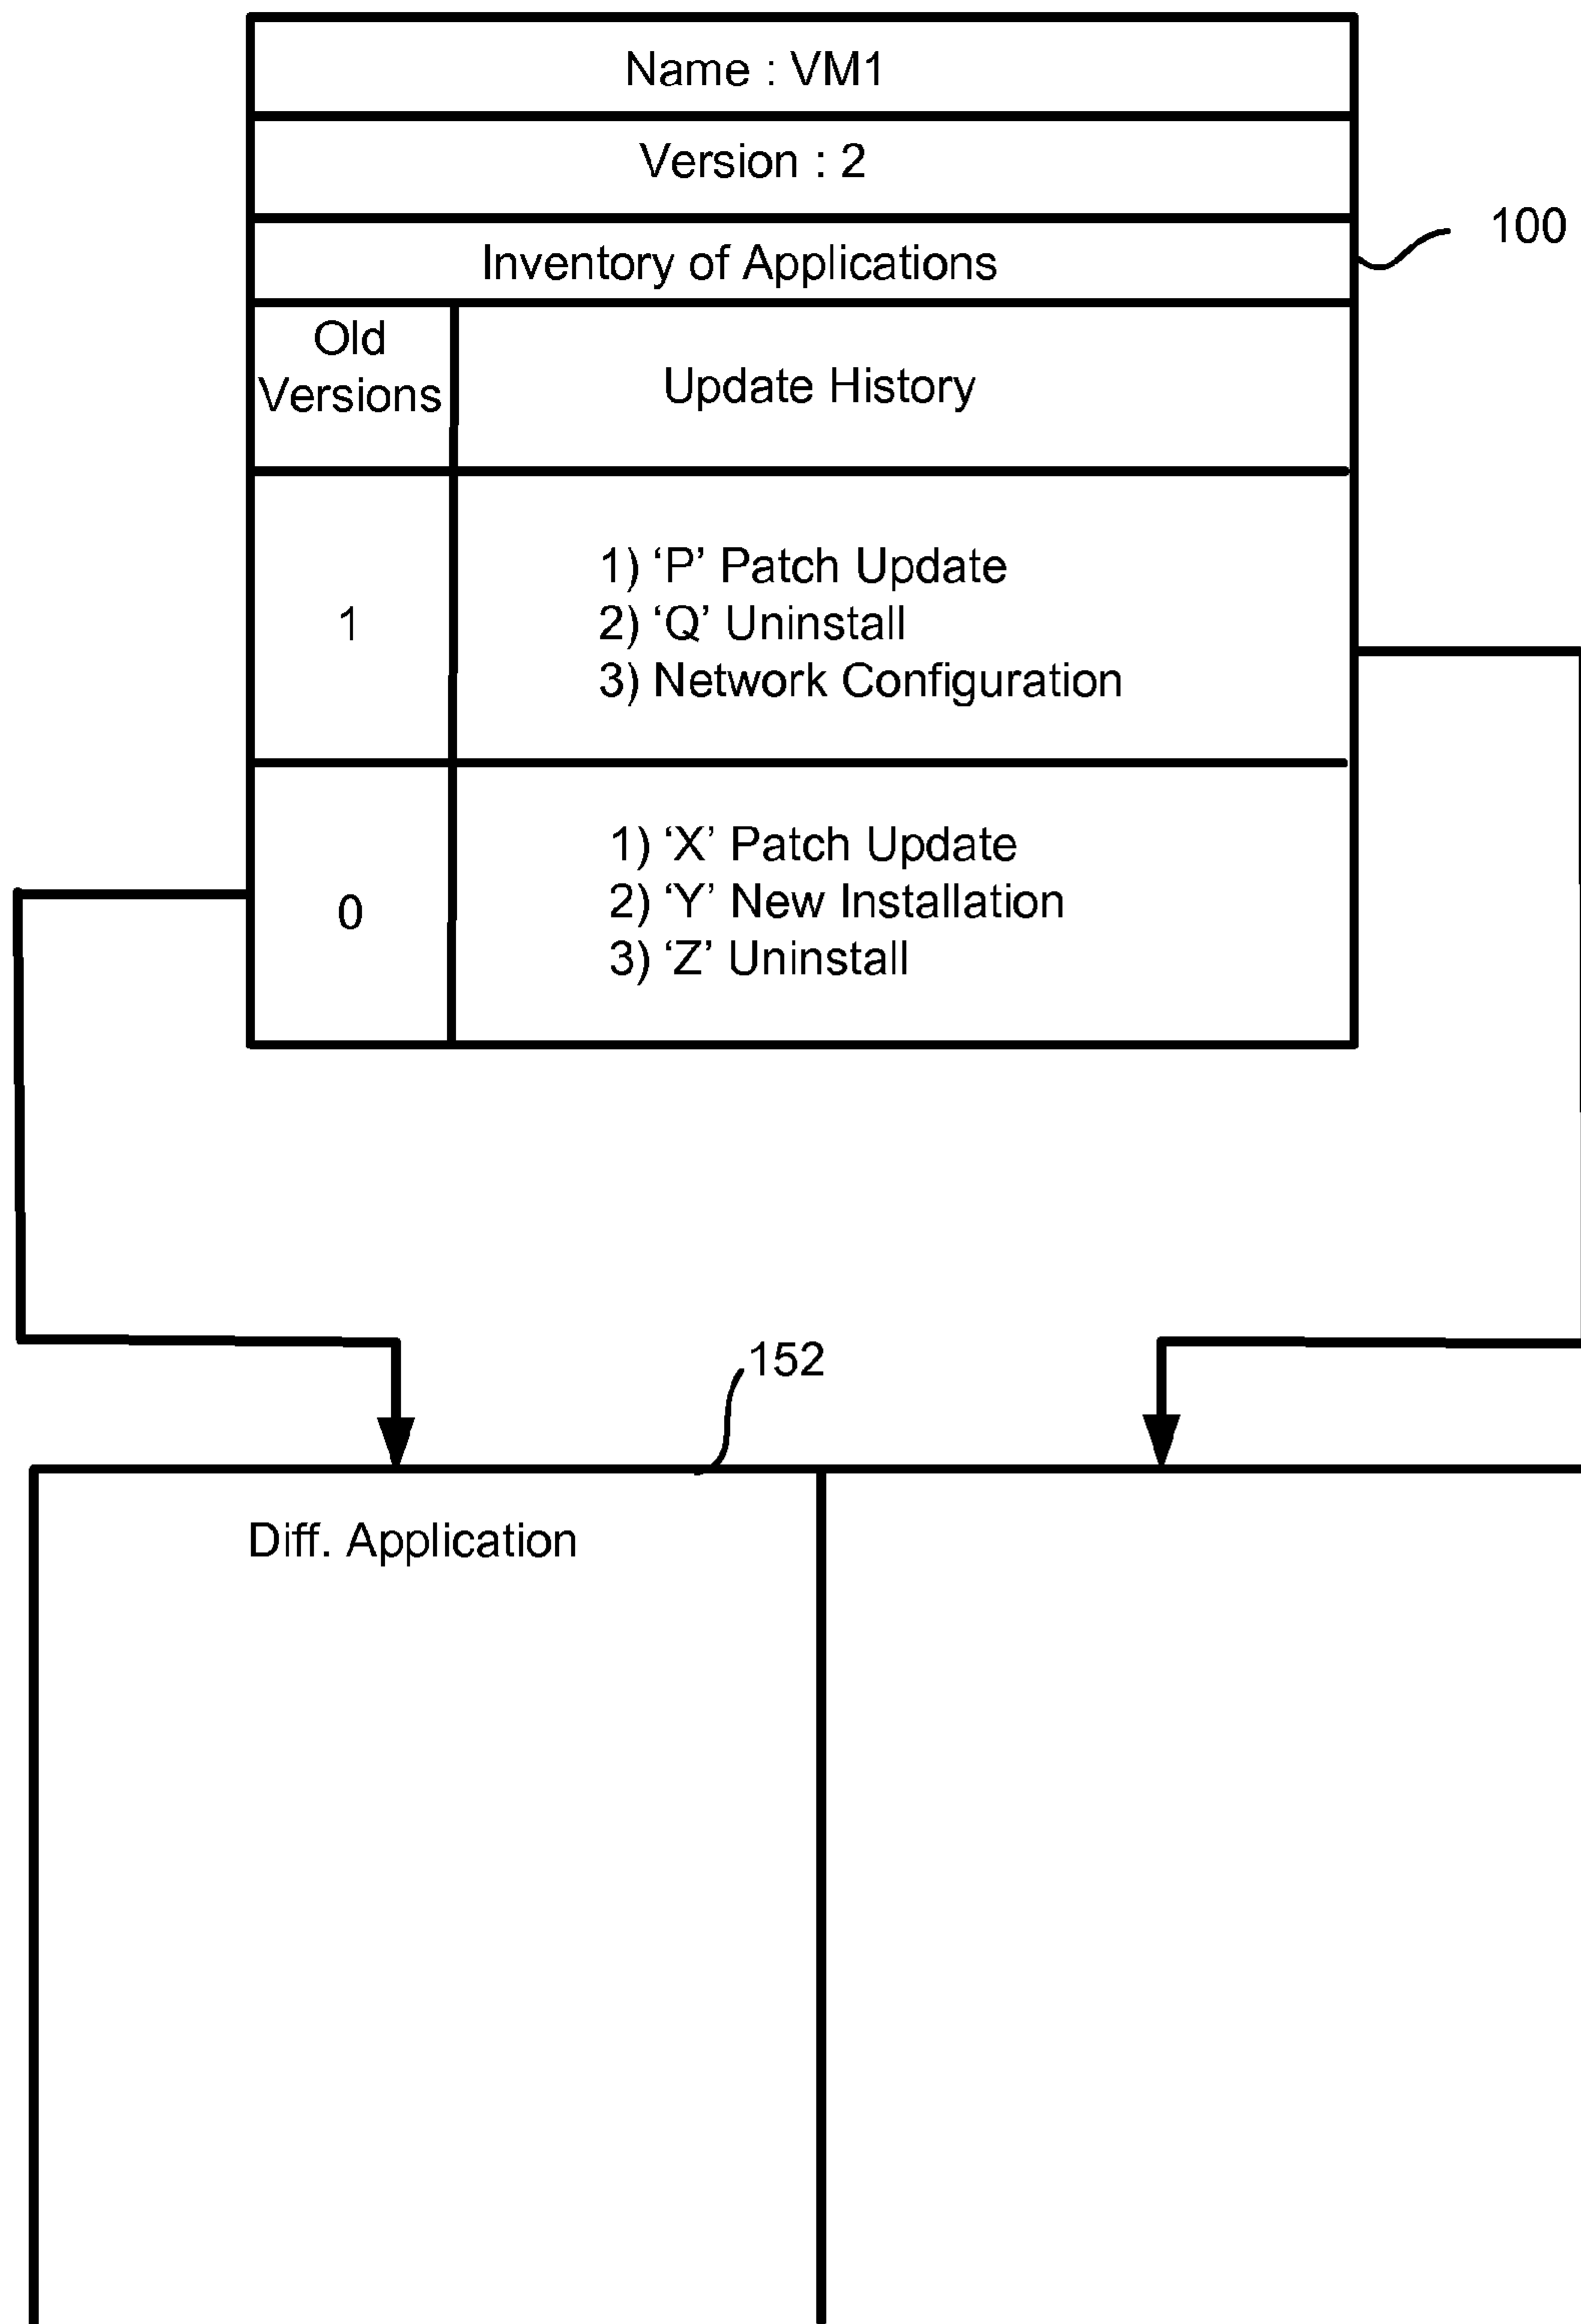 Name : VM1
Version : 2
100
Inventory of Applications
Old
Versions
Update History
1
1) ‘P’ Patch Update
2) ‘Q’ Uninstall
3) Network Configuration
0
1) ‘X’ Patch Update
2) ‘Y’ New Installation
3) ‘Z’ Uninstall
152
Diff. Application